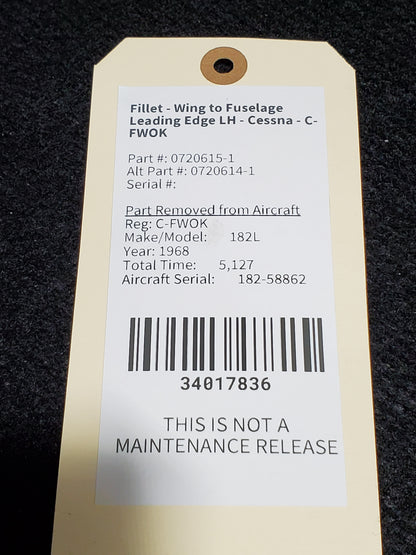 Fillet - Wing to Fuselage
Leading Edge LH - Cessna - C-
FWOK
Part #: 0720615-1
Alt Part #: 0720614-1
Serial #:
Part Removed from Aircraft
Reg: C-FWOK
Make/Model: 182L
Year: 1968
Total Time: 5,127
Aircraft Serial: 182-58862
34017836
THIS IS NOT A
MAINTENANCE RELEASE